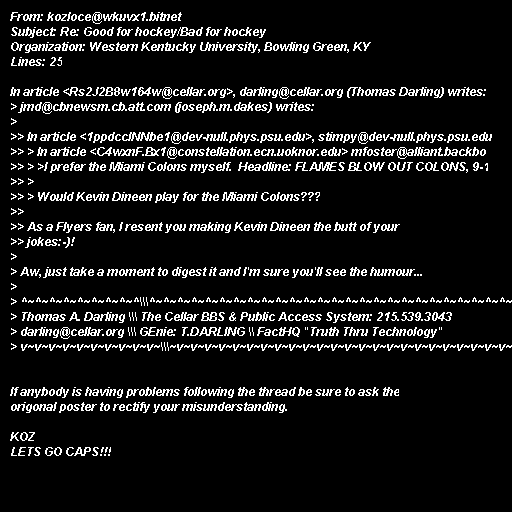 From: kozloce@wkuvx1.bitnet
Subject: Re: Good for hockey/Bad for hockey
Organization: Western Kentucky University, Bowling Green, KY
Lines: 25

In article <Rs2J2B8w164w@cellar.org>, darling@cellar.org (Thomas Darling) writes:
> jmd@cbnewsm.cb.att.com (joseph.m.dakes) writes:
>
>> In article <1ppdccINNbe1@dev-null.phys.psu.edu>, stimpy@dev-null.phys.psu.edu
>> > In article <C4wxnF.Bx1@constellation.ecn.uoknor.edu> mfoster@alliant.backbo
>> > >I prefer the Miami Colons myself.  Headline: FLAMES BLOW OUT COLONS, 9-1
>> >
>> > Would Kevin Dineen play for the Miami Colons???
>>
>> As a Flyers fan, I resent you making Kevin Dineen the butt of your
>> jokes:-)!
>
> Aw, just take a moment to digest it and I'm sure you'll see the humour...
>
> ^~^~^~^~^~^~^~^~^\\\^~^~^~^~^~^~^~^~^~^~^~^~^~^~^~^~^~^~^~^~^~^~^~^~^~^~^~
> Thomas A. Darling \\\ The Cellar BBS & Public Access System: 215.539.3043
> darling@cellar.org \\\ GEnie: T.DARLING \\ FactHQ "Truth Thru Technology"
> v~v~v~v~v~v~v~v~v~v~\\\~v~v~v~v~v~v~v~v~v~v~v~v~v~v~v~v~v~v~v~v~v~v~v~v~v~

If anybody is having problems following the thread be sure to ask the
origonal poster to rectify your misunderstanding.

KOZ
LETS GO CAPS!!!